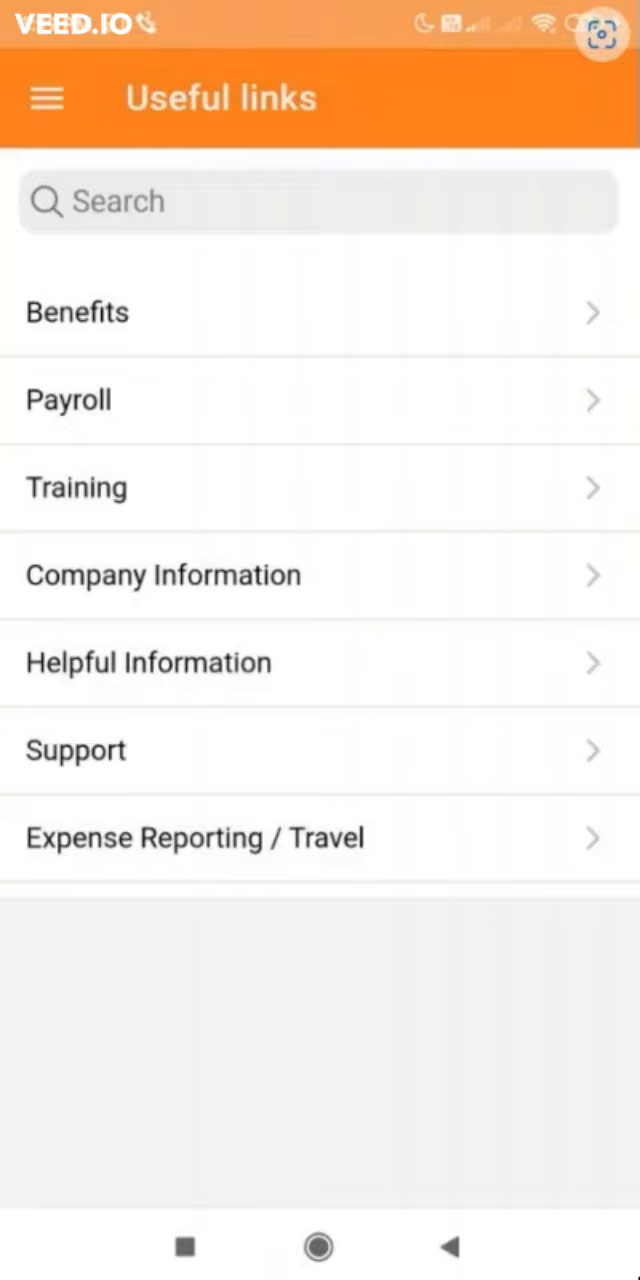 VEED.IO
Useful links
Search
Benefits
Payroll
Training
Company Information
Helpful Information
Support
Expense Reporting / Travel